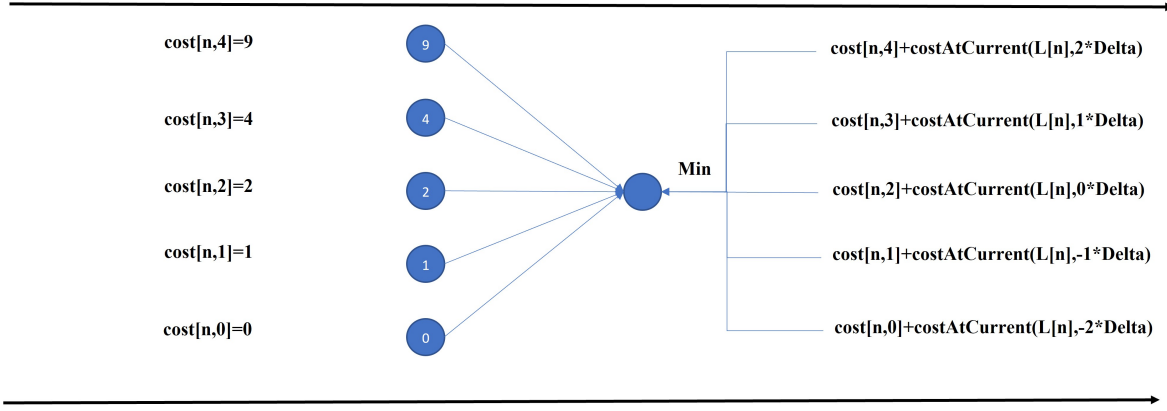 cost[n,4]=9
9
cost[n,4]+costAtCurrent(L[n],2*Delta)
cost[n,3]=4
4
cost[n,3]+costAtCurrent(L[n],1*Delta)
Min
cost[n,2]=2
2
cost[n,2]+costAtCurrent(L[n],0*Delta)
cost[n,1]=1
1
cost[n,1]+costAtCurrent(L[n],-1*Delta)
cost[n,0]=0
0
cost[n,0]+costAtCurrent(L[n],-2*Delta)